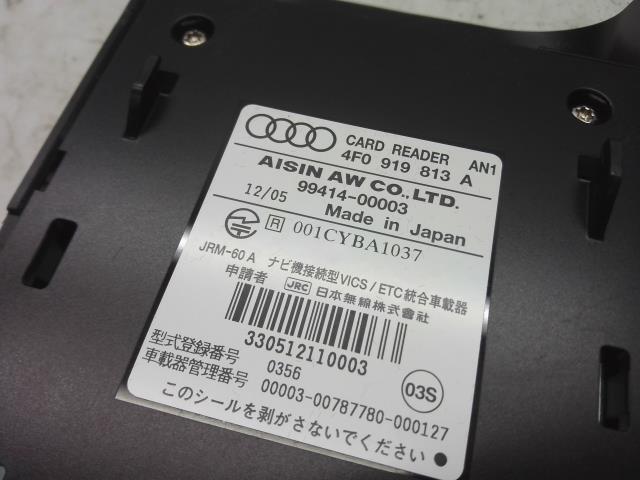 CARD READER AN1
4F0 919 813 A
AISIN AW CO.,LTD.
99414-00003
12/05 Made in Japan
R 001CYBA1037
JRM-60A ナビ機接続型VICS/ETC統合車載器
申請者 JRC 日本無線株式會社
330512110003
型式登録番号 0356
車載器管理番号 00003-00787780-000127
03S
このシールを剥がさないでください